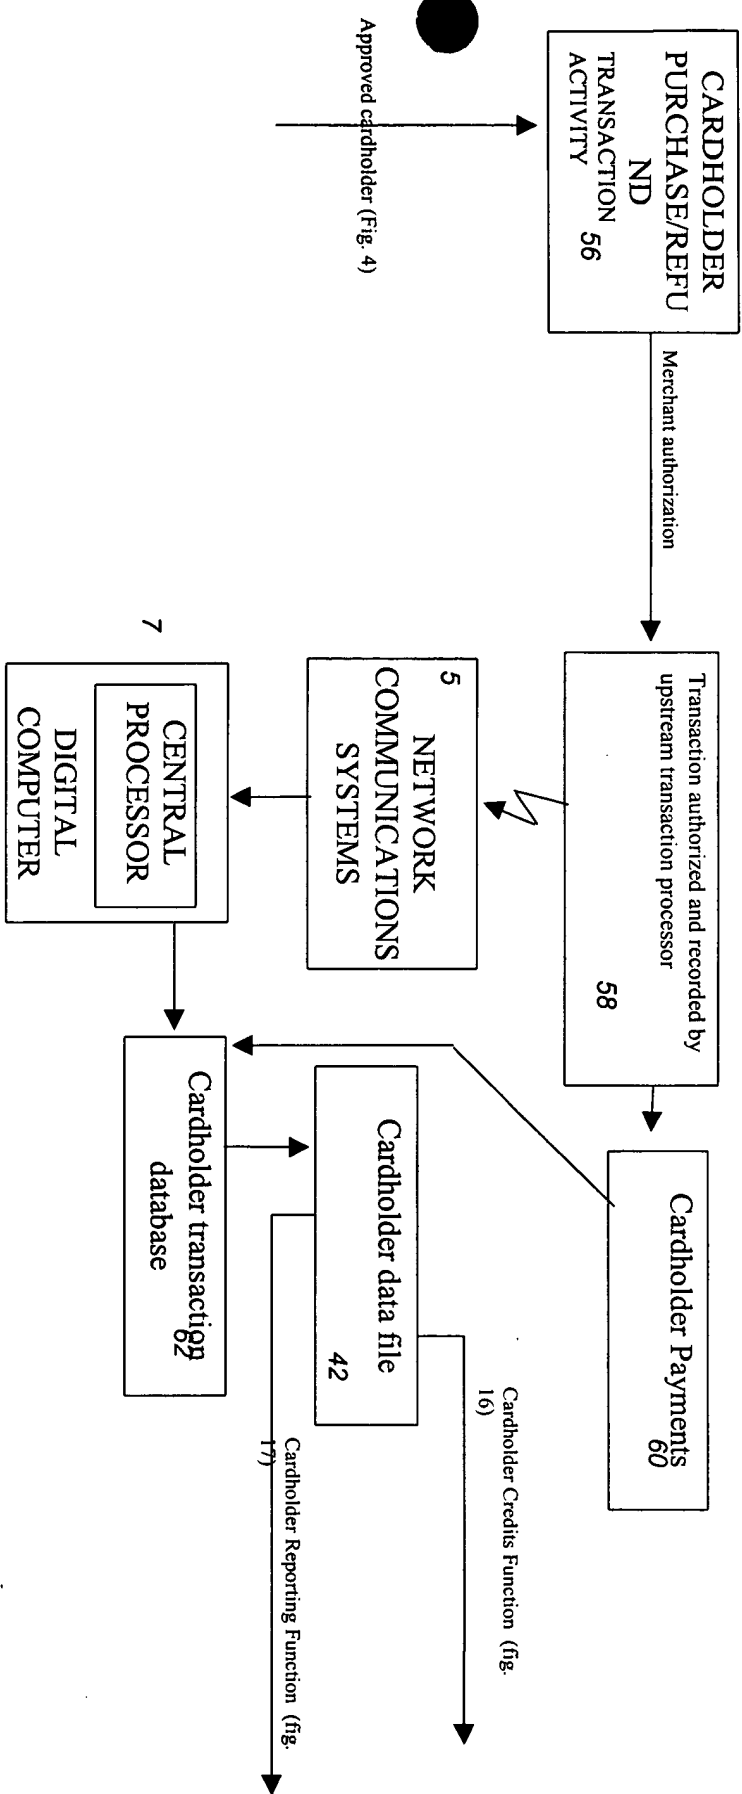 CARDHOLDER
PURCHASE/REFU
ND
TRANSACTION
ACTIVITY
56
Approved cardholder (Fig. 4)
Merchant authorization
Transaction authorized and recorded by
upstream transaction processor
58
Cardholder Payments
60
5
NETWORK
COMMUNICATIONS
SYSTEMS
7
CENTRAL
PROCESSOR
DIGITAL
COMPUTER
Cardholder data file
42
Cardholder transaction
database
62
Cardholder Credits Function (fig.
16)
Cardholder Reporting Function (fig.
17)